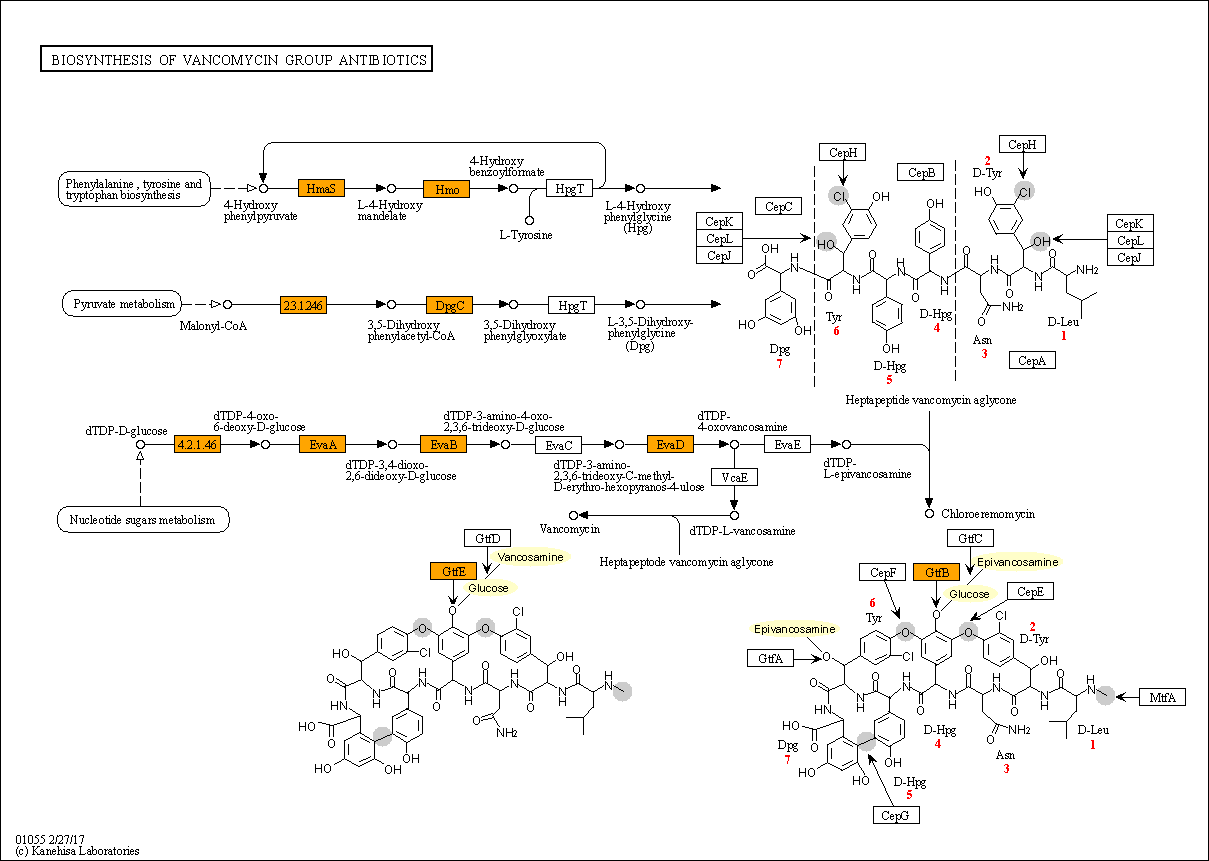 BIOSYNTHESIS OF VANCOMYCIN GROUP ANTIBIOTICS
Phenylalanine , tyrosine and
tryptophan biosynthesis
4-Hydroxy
phenylpyruvate
HmaS
L-4-Hydroxy
mandelate
Hmo
4-Hydroxy
benzoylformate
L-Tyrosine
HpgT
L-4-Hydroxy
phenylglycine
(Hpg)
Pyruvate metabolism
Malonyl-CoA
2.3.1.246
3,5-Dihydroxy
phenylacetyl-CoA
DpgC
3,5-Dihydroxy
phenylglyoxylate
HpgT
L-3,5-Dihydroxy-
phenylglycine
(Dpg)
CepK
CepL
CepJ
CepC
CepH
CepB
2
D-Tyr
CepH
CepK
CepL
CepJ
Cl
OH
OH
HO
Cl
HO
OH
OH
O
HO
H
N
O
N
H
O
H
N
O
N
H
O
H
N
O
N
H
O
NH2
HO
OH
OH
O
NH2
Dpg
7
Tyr
6
D-Hpg
5
D-Hpg
4
Asn
3
D-Leu
1
CepA
Heptapeptide vancomycin aglycone
dTDP-D-glucose
4.2.1.46
dTDP-4-oxo-
6-deoxy-D-glucose
EvaA
dTDP-3,4-dioxo-
2,6-dideoxy-D-glucose
EvaB
dTDP-3-amino-4-oxo-
2,3,6-trideoxy-D-glucose
EvaC
dTDP-3-amino-
2,3,6-trideoxy-C-methyl-
D-erythro-hexopyranos-4-ulose
EvaD
dTDP-
4-oxovancosamine
EvaE
dTDP-
L-epivancosamine
VcaE
Nucleotide sugars metabolism
Vancomycin
dTDP-L-vancosamine
Heptapeptode vancomycin aglycone
Chloroeremomycin
GtfD
Vancosamine
GtfE
Glucose
O
O
O
Cl
Cl
HO
OH
O
H
N
O
H
N
O
N
H
O
H
N
O
N
H
O
H
N
HN
HO
O
O
NH2
HO
OH
OH
GtfC
Epivancosamine
CepF
GtfB
Glucose
CepE
6
Tyr
2
D-Tyr
Epivancosamine
GtfA
O
O
O
O
Cl
Cl
OH
O
H
N
O
H
N
O
N
H
O
H
N
O
N
H
O
H
N
HN
HO
O
O
NH2
HO
HO
OH
MtfA
Dpg
7
D-Hpg
4
D-Leu
1
Asn
3
D-Hpg
5
CepG
01055 2/27/17
(c) Kanehisa Laboratories